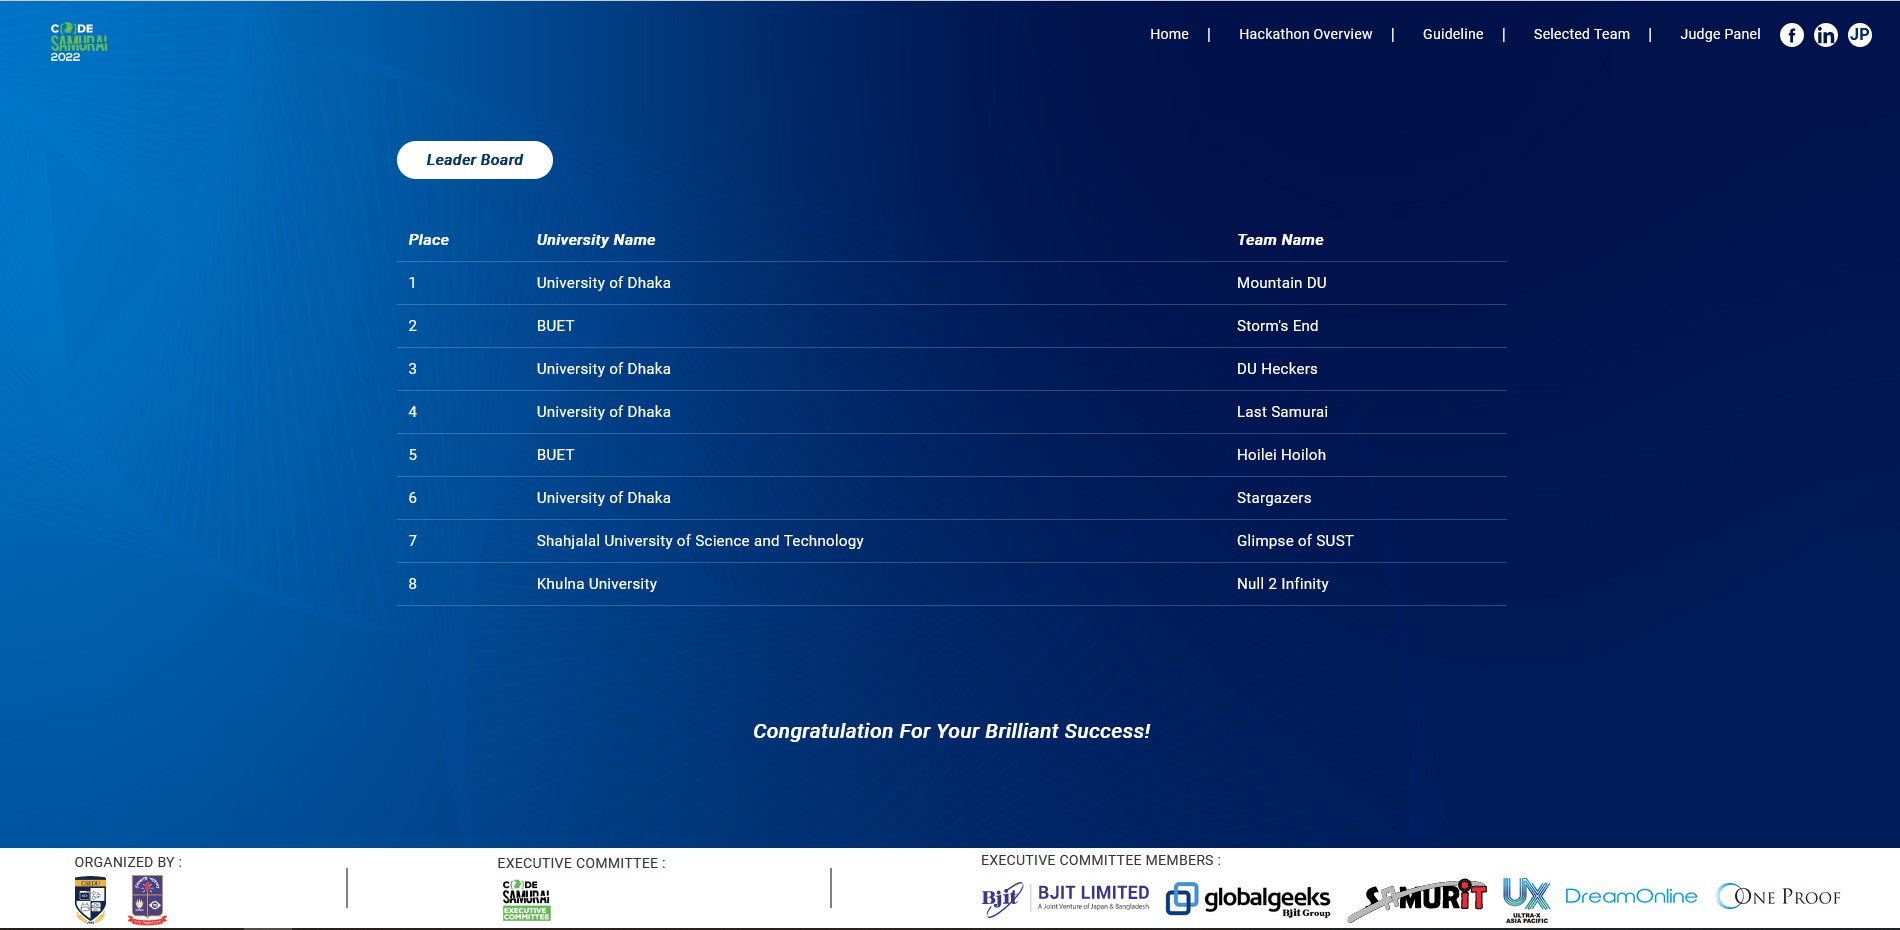 CODE
SAMURAI
2022
Home | Hackathon Overview | Guideline | Selected Team | Judge Panel f in JP
Leader Board
Place University Name Team Name
1 University of Dhaka Mountain DU
2 BUET Storm's End
3 University of Dhaka DU Heckers
4 University of Dhaka Last Samurai
5 BUET Hoilei Hoiloh
6 University of Dhaka Stargazers
7 Shahjalal University of Science and Technology Glimpse of SUST
8 Khulna University Null 2 Infinity
Congratulation For Your Brilliant Success!
ORGANIZED BY :
CSEDU
EXECUTIVE COMMITTEE :
CODE
SAMURAI
EXECUTIVE
COMMITTEE
EXECUTIVE COMMITTEE MEMBERS :
Bjit BJIT LIMITED
A Joint Venture of Japan & Bangladesh
globalgeeks
Bjit Group
SAMURiT
UX
ULTRA-X
ASIA PACIFIC
DreamOnline
ONE PROOF